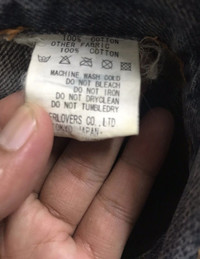 100% COTTON
OTHER FABRIC
100% COTTON
MACHINE WASH COLD
DO NOT BLEACH
DO NOT IRON
DO NOT DRYCLEAN
DO NOT TUMBLEDRY
ERILOVERS CO., LTD
JAPAN